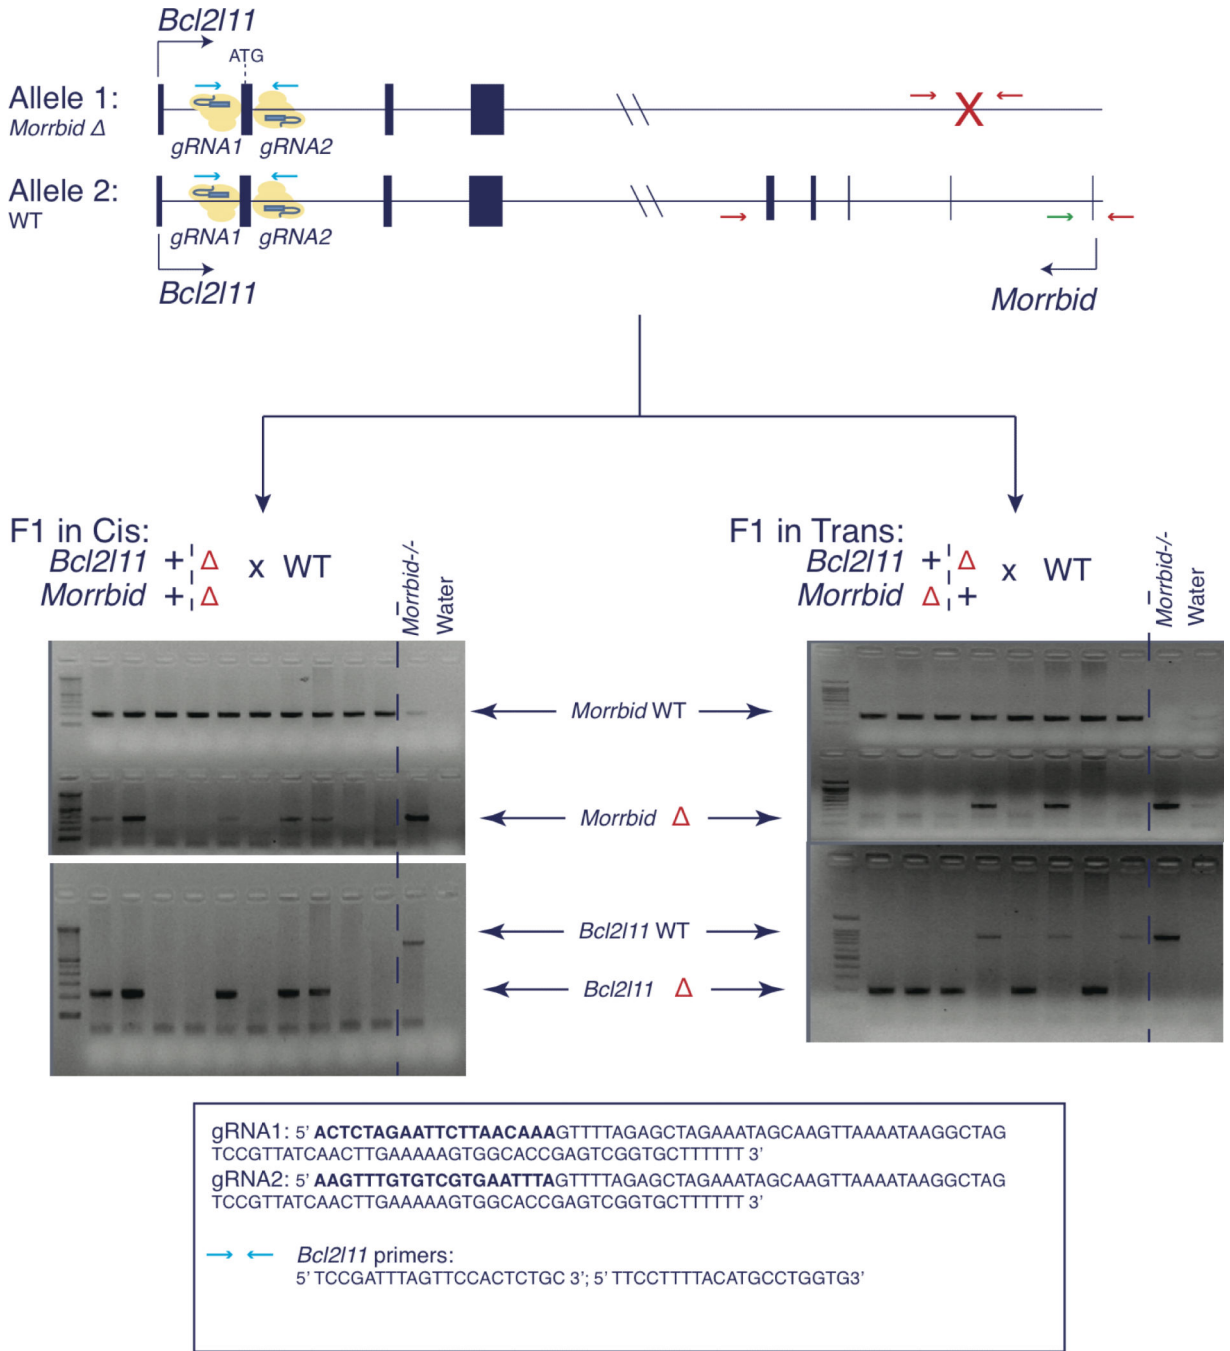 Bcl2l11
ATG
Allele 1:
Morrbid Δ
gRNA1 gRNA2
Allele 2:
WT
gRNA1 gRNA2
Bcl2l11
Morrbid
F1 in Cis:
Bcl2l11 + Δ x WT
Morrbid + Δ
Morrbid-/-
Water
F1 in Trans:
Bcl2l11 + Δ x WT
Morrbid Δ +
Morrbid-/-
Water
Morrbid WT
Morrbid Δ
Bcl2l11 WT
Bcl2l11 Δ
gRNA1: 5' ACTCTAGAATTCTTAACAAAGTTTTAGAGCTAGAAATAGCAAGTTAAAATAAGGCTAG
TCCGTTATCAACTTGAAAAAGTGGCACCGAGTCGGTGCTTTTTT 3'
gRNA2: 5' AAGTTTGTGTCGTGAATTTAGTTTTAGAGCTAGAAATAGCAAGTTAAAATAAGGCTAG
TCCGTTATCAACTTGAAAAAGTGGCACCGAGTCGGTGCTTTTTT 3'
Bcl2l11 primers:
5' TCCGATTTAGTTCCACTCTGC 3'; 5' TTCCTTTTACATGCCTGGTG3'